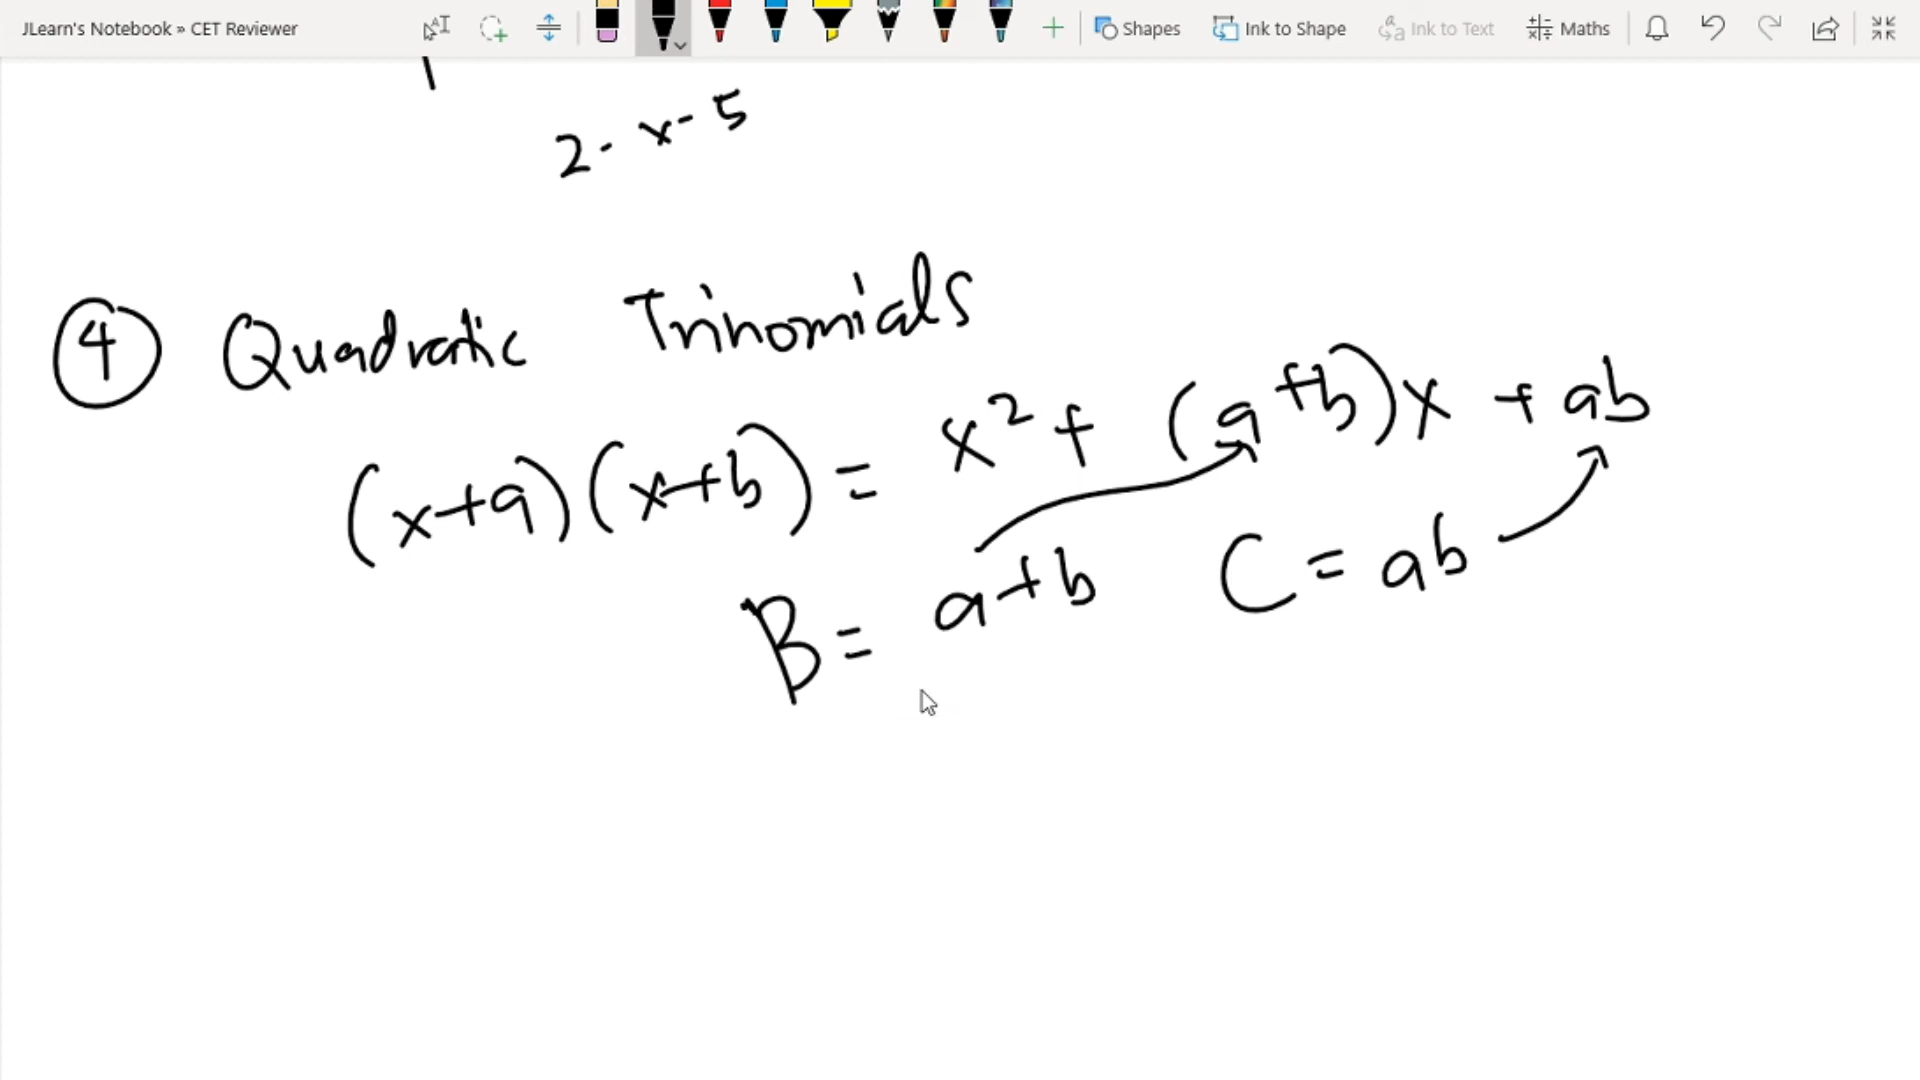 JLearn's Notebook » CET Reviewer
Shapes
Ink to Shape
Ink to Text
Maths
2 · x · 5
④ Quadratic Trinomials
(x+a)(x+b) = x² + (a+b)x + ab
B = a+b C = ab